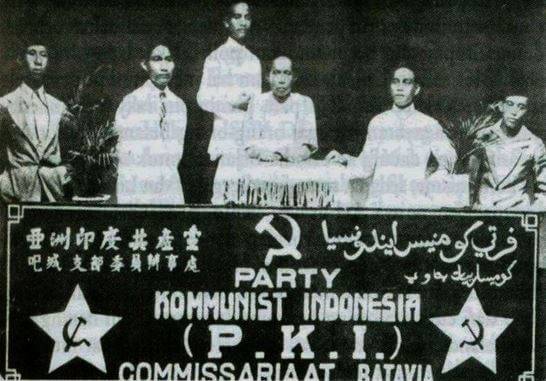 亞洲印度共產黨
吧城支部委員辦事處
فرتي كومنيس ايندونيسيا
PARTY
KOMMUNIST INDONESIA
(P.K.I.)
COMMISSARIAAT BATAVIA